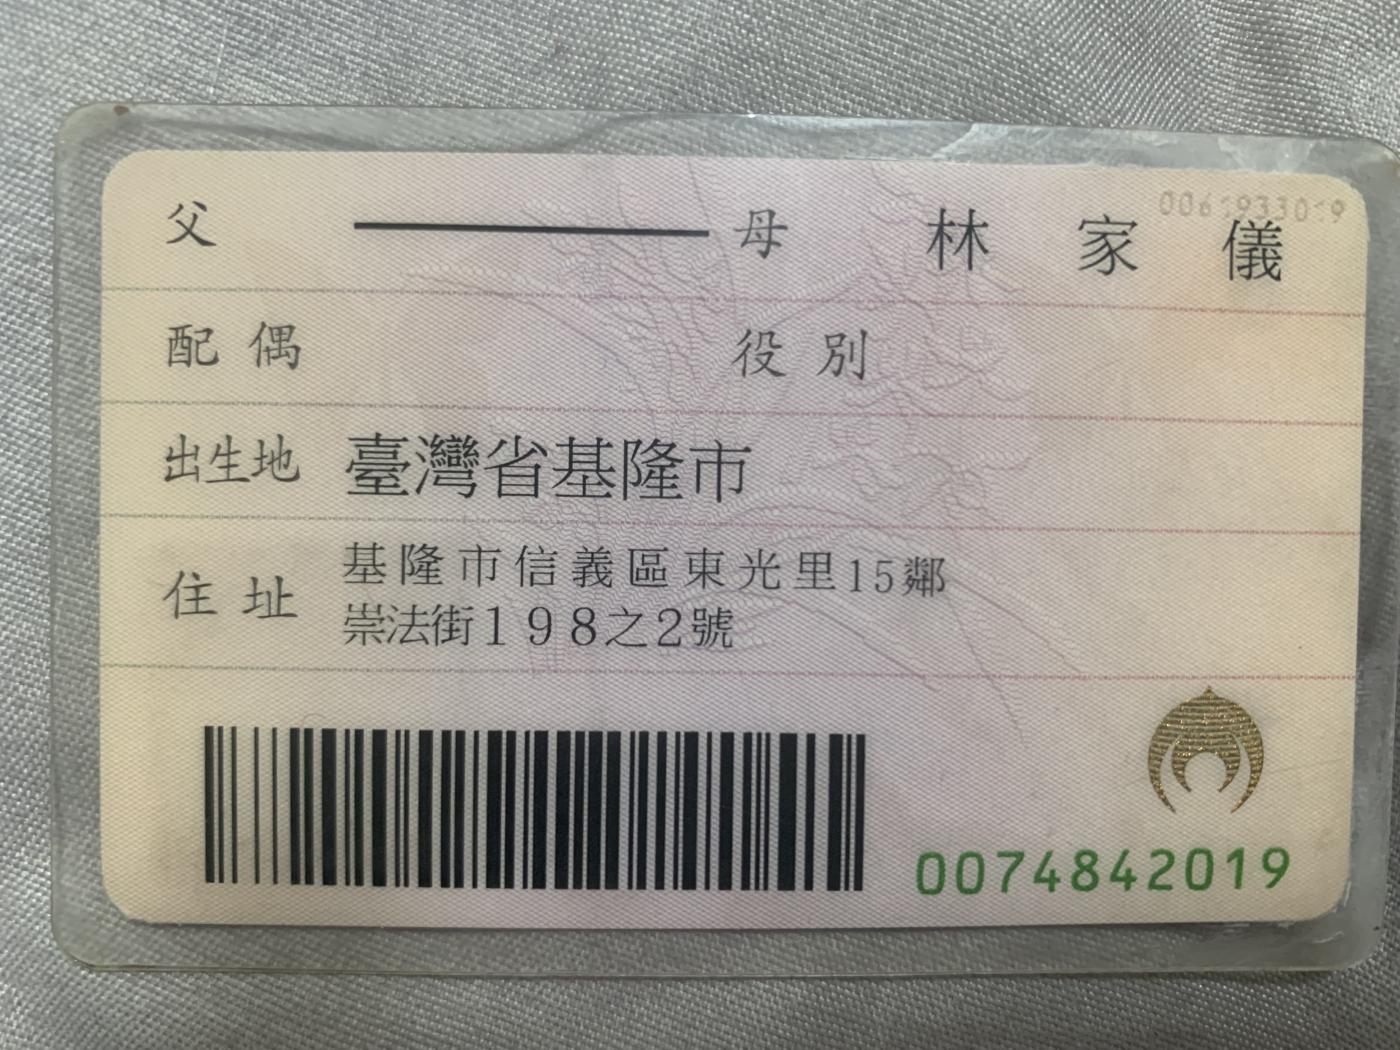 父 母 林家儀
配偶 役別
出生地 臺灣省基隆市
住址 基隆市信義區東光里15鄰
崇法街198之2號
0074842019